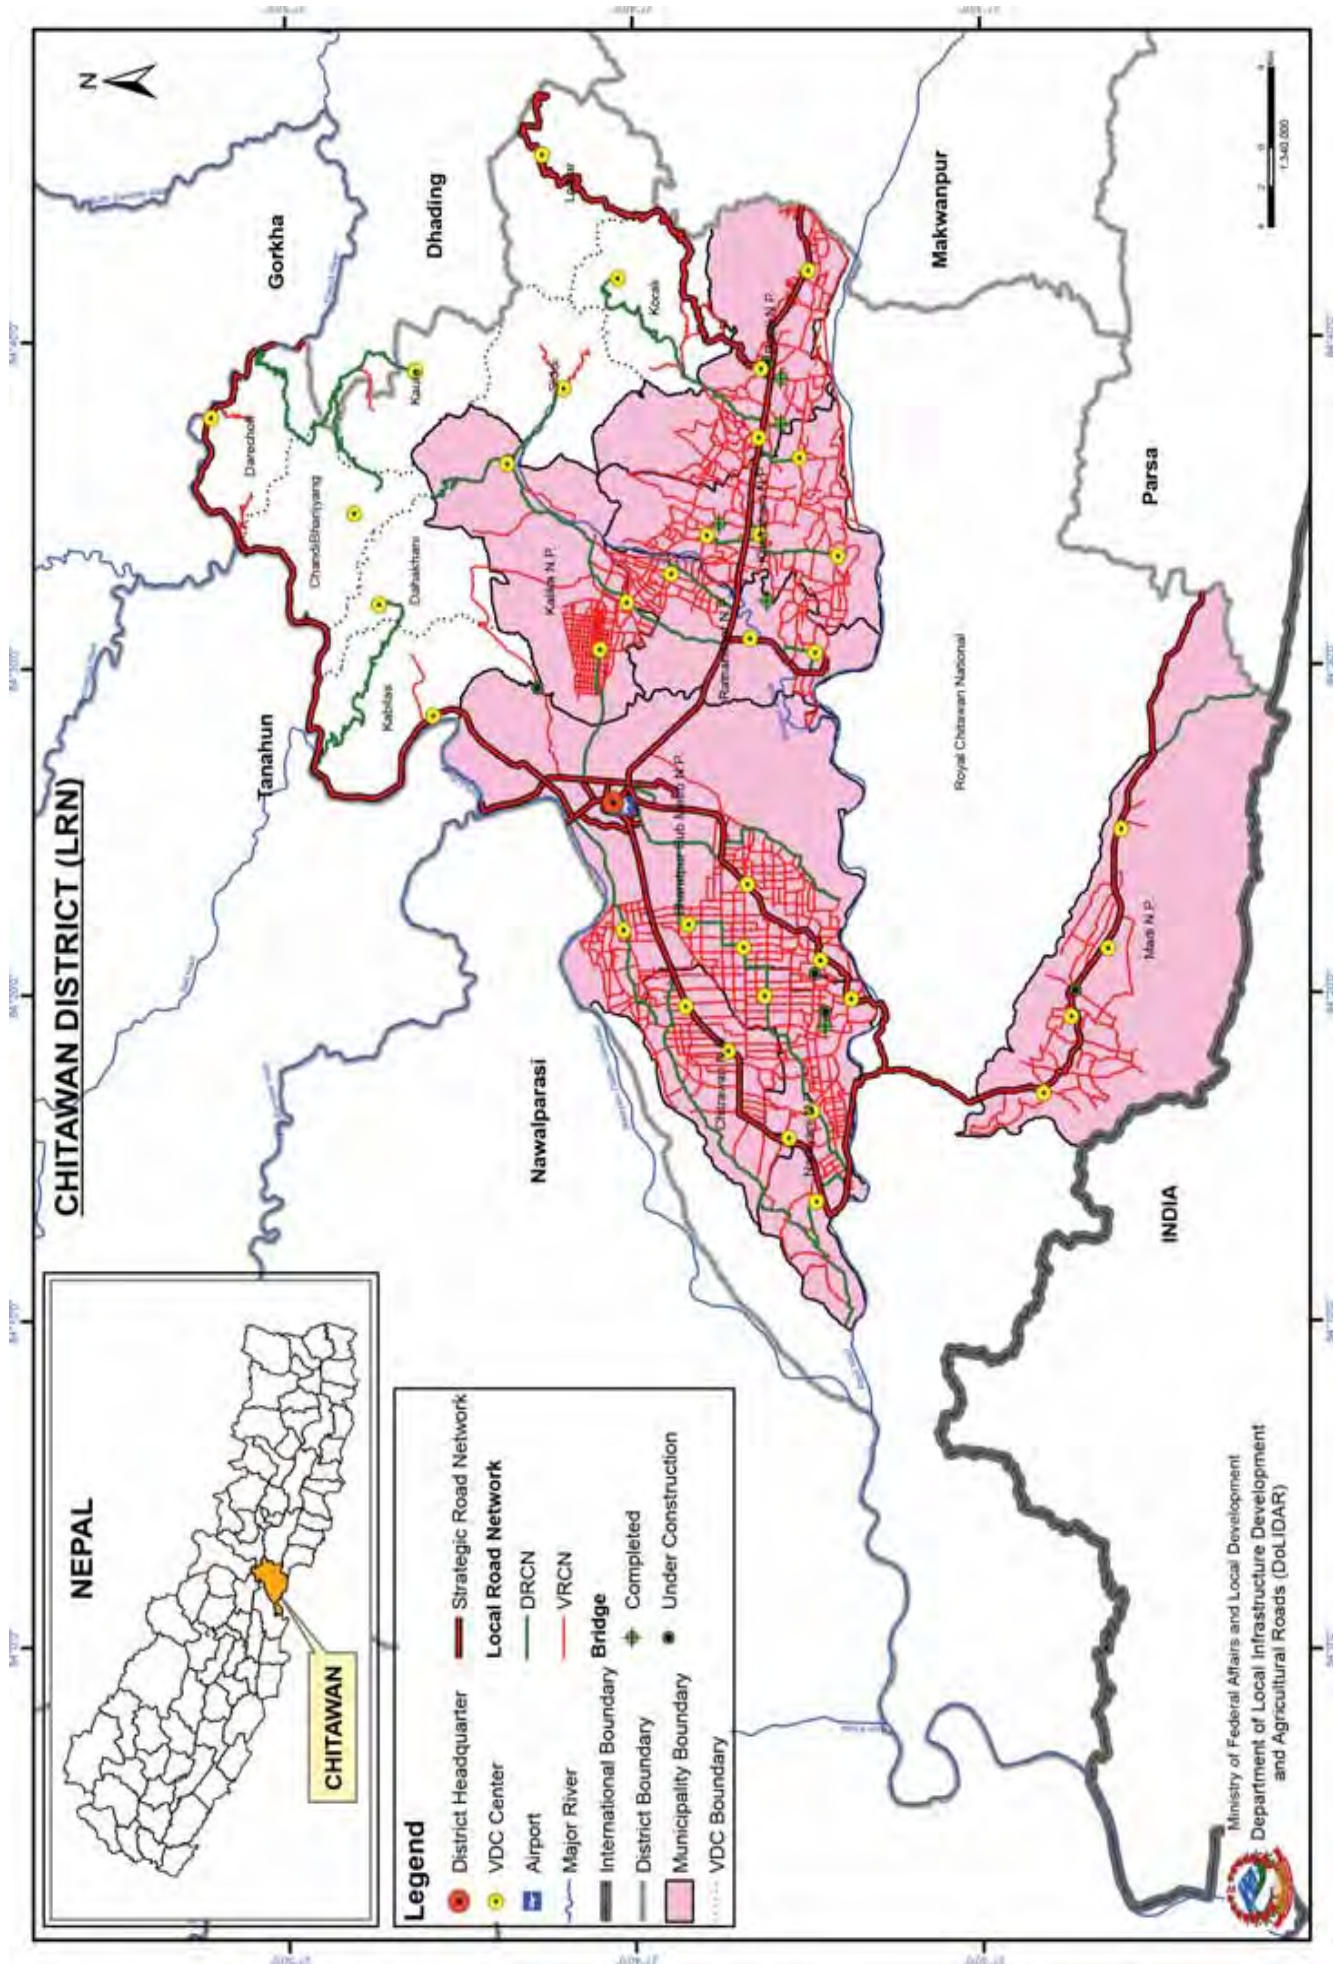 CHITAWAN DISTRICT (LRN)
N
NEPAL
CHITAWAN
Gorkha
Dhading
Tanahun
Nawalparasi
Makwanpur
Parsa
INDIA
Darechok
Kaule
ChandiBhanjyang
Dahakhani
Kabilas
Korak
Kalika N.P.
Madi N.P.
Royal Chitawan National
1:340,000
Legend
District Headquarter
VDC Center
Airport
Major River
International Boundary
District Boundary
Municipality Boundary
VDC Boundary
Strategic Road Network
Local Road Network
DRCN
VRCN
Bridge
Completed
Under Construction
Ministry of Federal Affairs and Local Development
Department of Local Infrastructure Development
and Agricultural Roads (DoLIDAR)